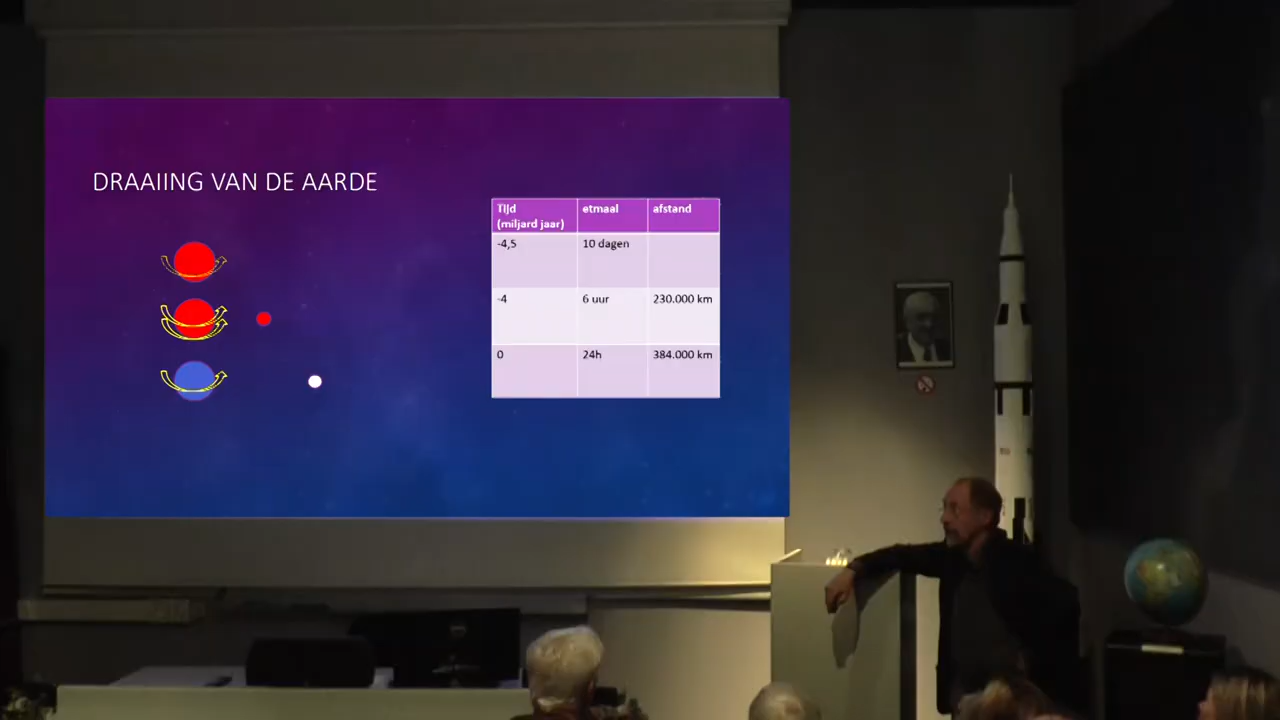 DRAAIING VAN DE AARDE
TIJd
(miljard jaar)
etmaal
afstand
-4,5
10 dagen
-4
6 uur
230.000 km
0
24h
384.000 km